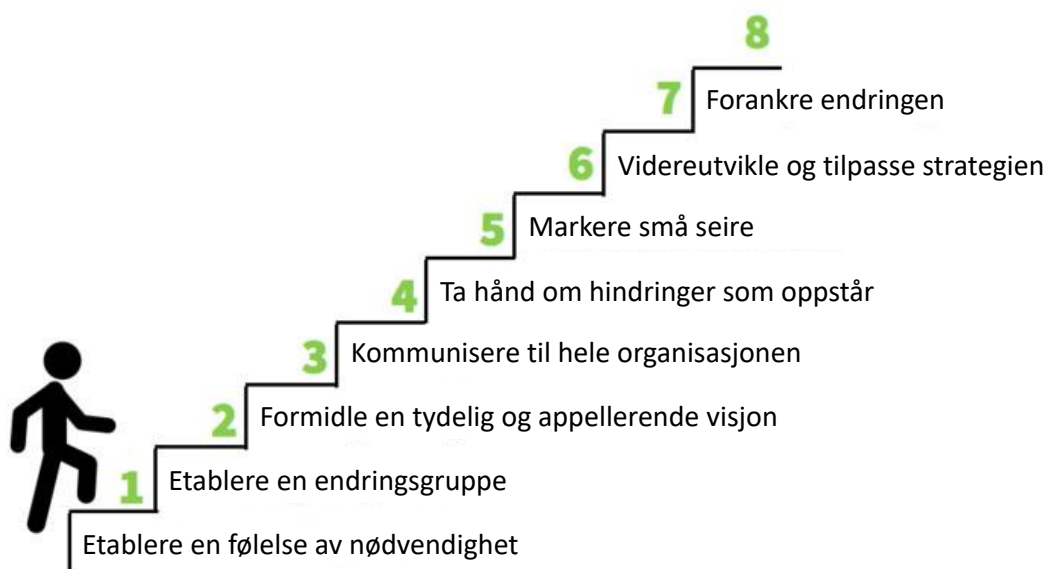 8
7 Forankre endringen
6 Videreutvikle og tilpasse strategien
5 Markere små seire
4 Ta hånd om hindringer som oppstår
3 Kommunisere til hele organisasjonen
2 Formidle en tydelig og appellerende visjon
1 Etablere en endringsgruppe
Etablere en følelse av nødvendighet